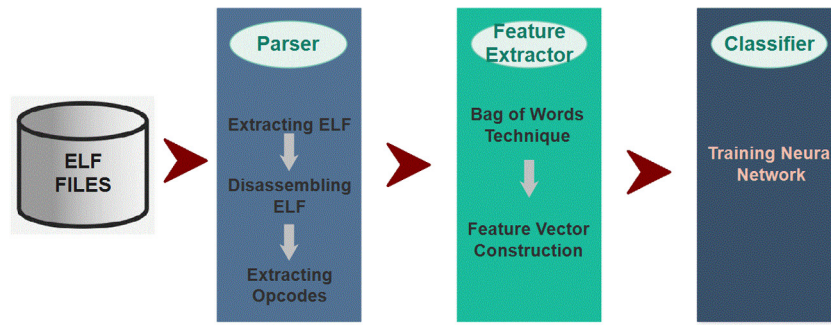 ELF
FILES
Parser
Extracting ELF
Disassembling
ELF
Extracting
Opcodes
Feature
Extractor
Bag of Words
Technique
Feature Vector
Construction
Classifier
Training Neural
Network